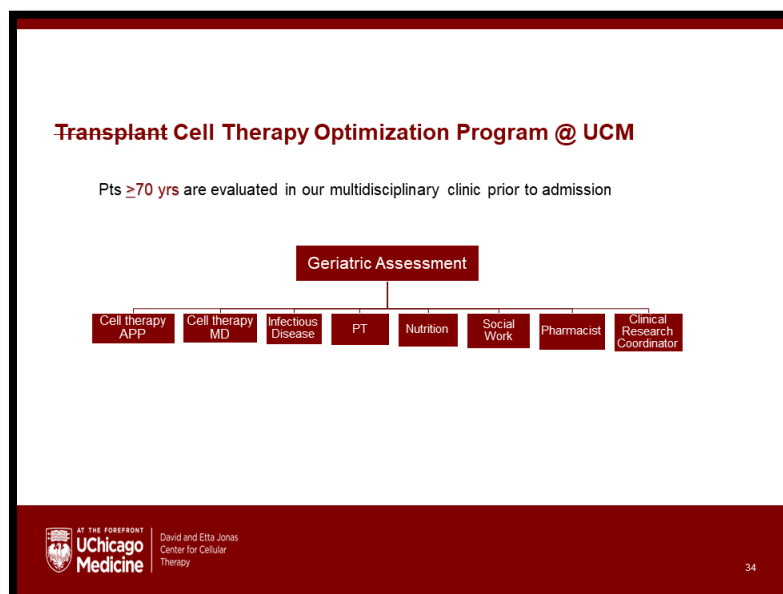 Transplant Cell Therapy Optimization Program @ UCM
Pts ≥70 yrs are evaluated in our multidisciplinary clinic prior to admission
Geriatric Assessment
Cell therapy
APP
Cell therapy
MD
Infectious
Disease
PT
Nutrition
Social
Work
Pharmacist
Clinical
Research
Coordinator
AT THE FOREFRONT
UChicago
Medicine
David and Etta Jonas
Center for Cellular
Therapy
34